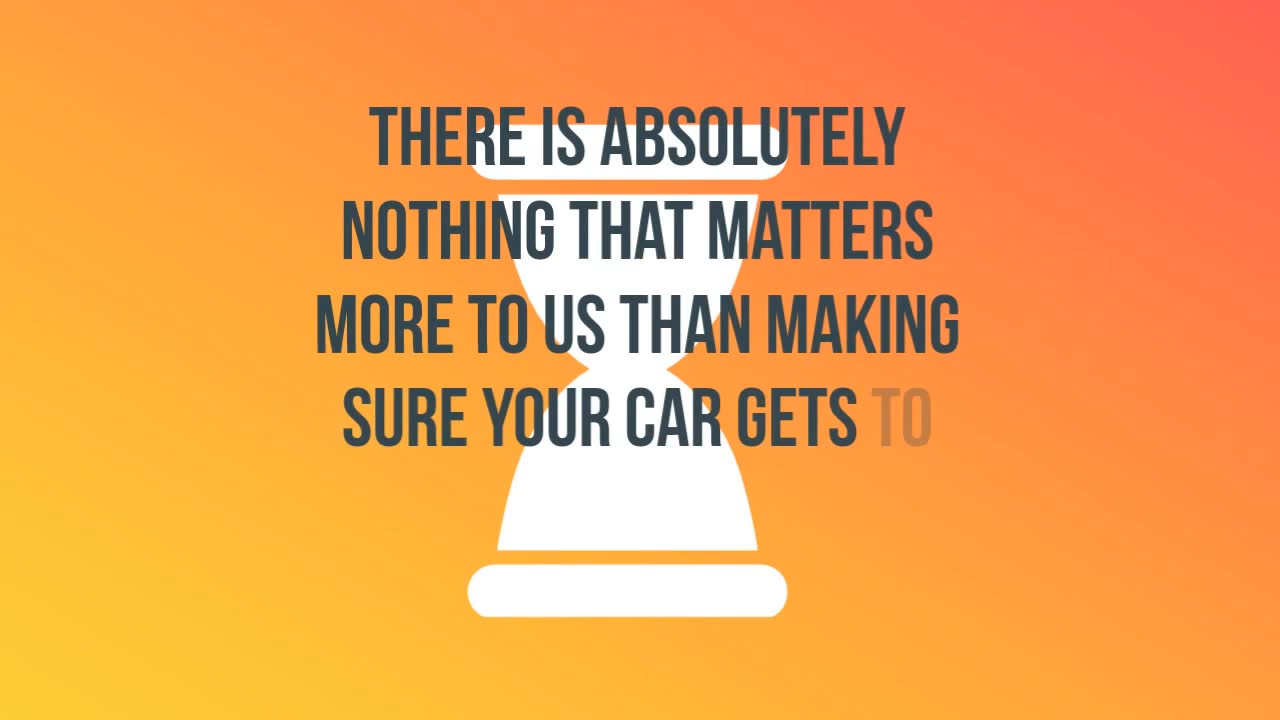 THERE IS ABSOLUTELY
NOTHING THAT MATTERS
MORE TO US THAN MAKING
SURE YOUR CAR GETS TO